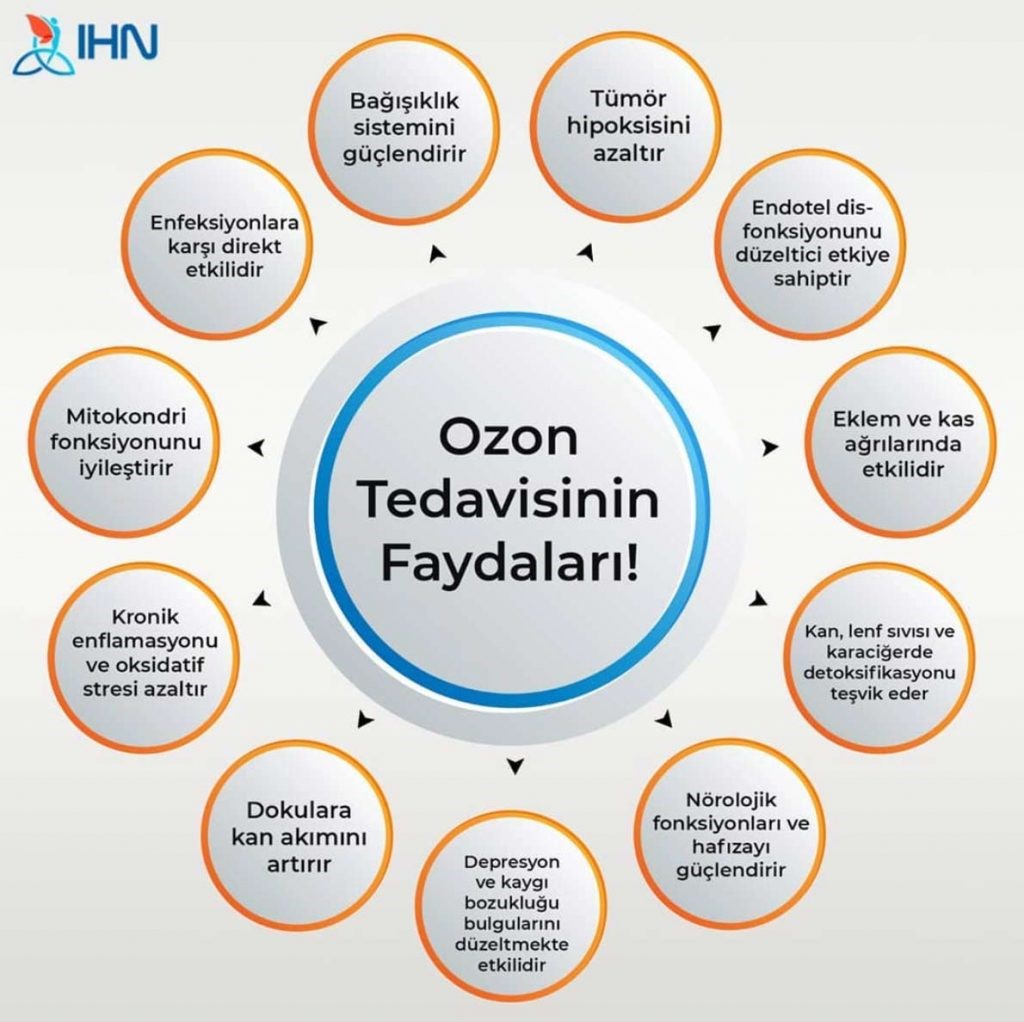 IHN
Bağışıklık
sistemini
güçlendirir
Tümör
hipoksisini
azaltır
Endotel dis-
fonksiyonunu
düzeltici etkiye
sahiptir
Eklem ve kas
ağrılarında
etkilidir
Kan, lenf sıvısı ve
karaciğerde
detoksifikasyonu
teşvik eder
Nörolojik
fonksiyonları ve
hafızayı
güçlendirir
Depresyon
ve kaygı
bozukluğu
bulgularını
düzeltmekte
etkilidir
Dokulara
kan akımını
artırır
Kronik
enflamasyonu
ve oksidatif
stresi azaltır
Mitokondri
fonksiyonunu
iyileştirir
Enfeksiyonlara
karşı direkt
etkilidir
Ozon
Tedavisinin
Faydaları!